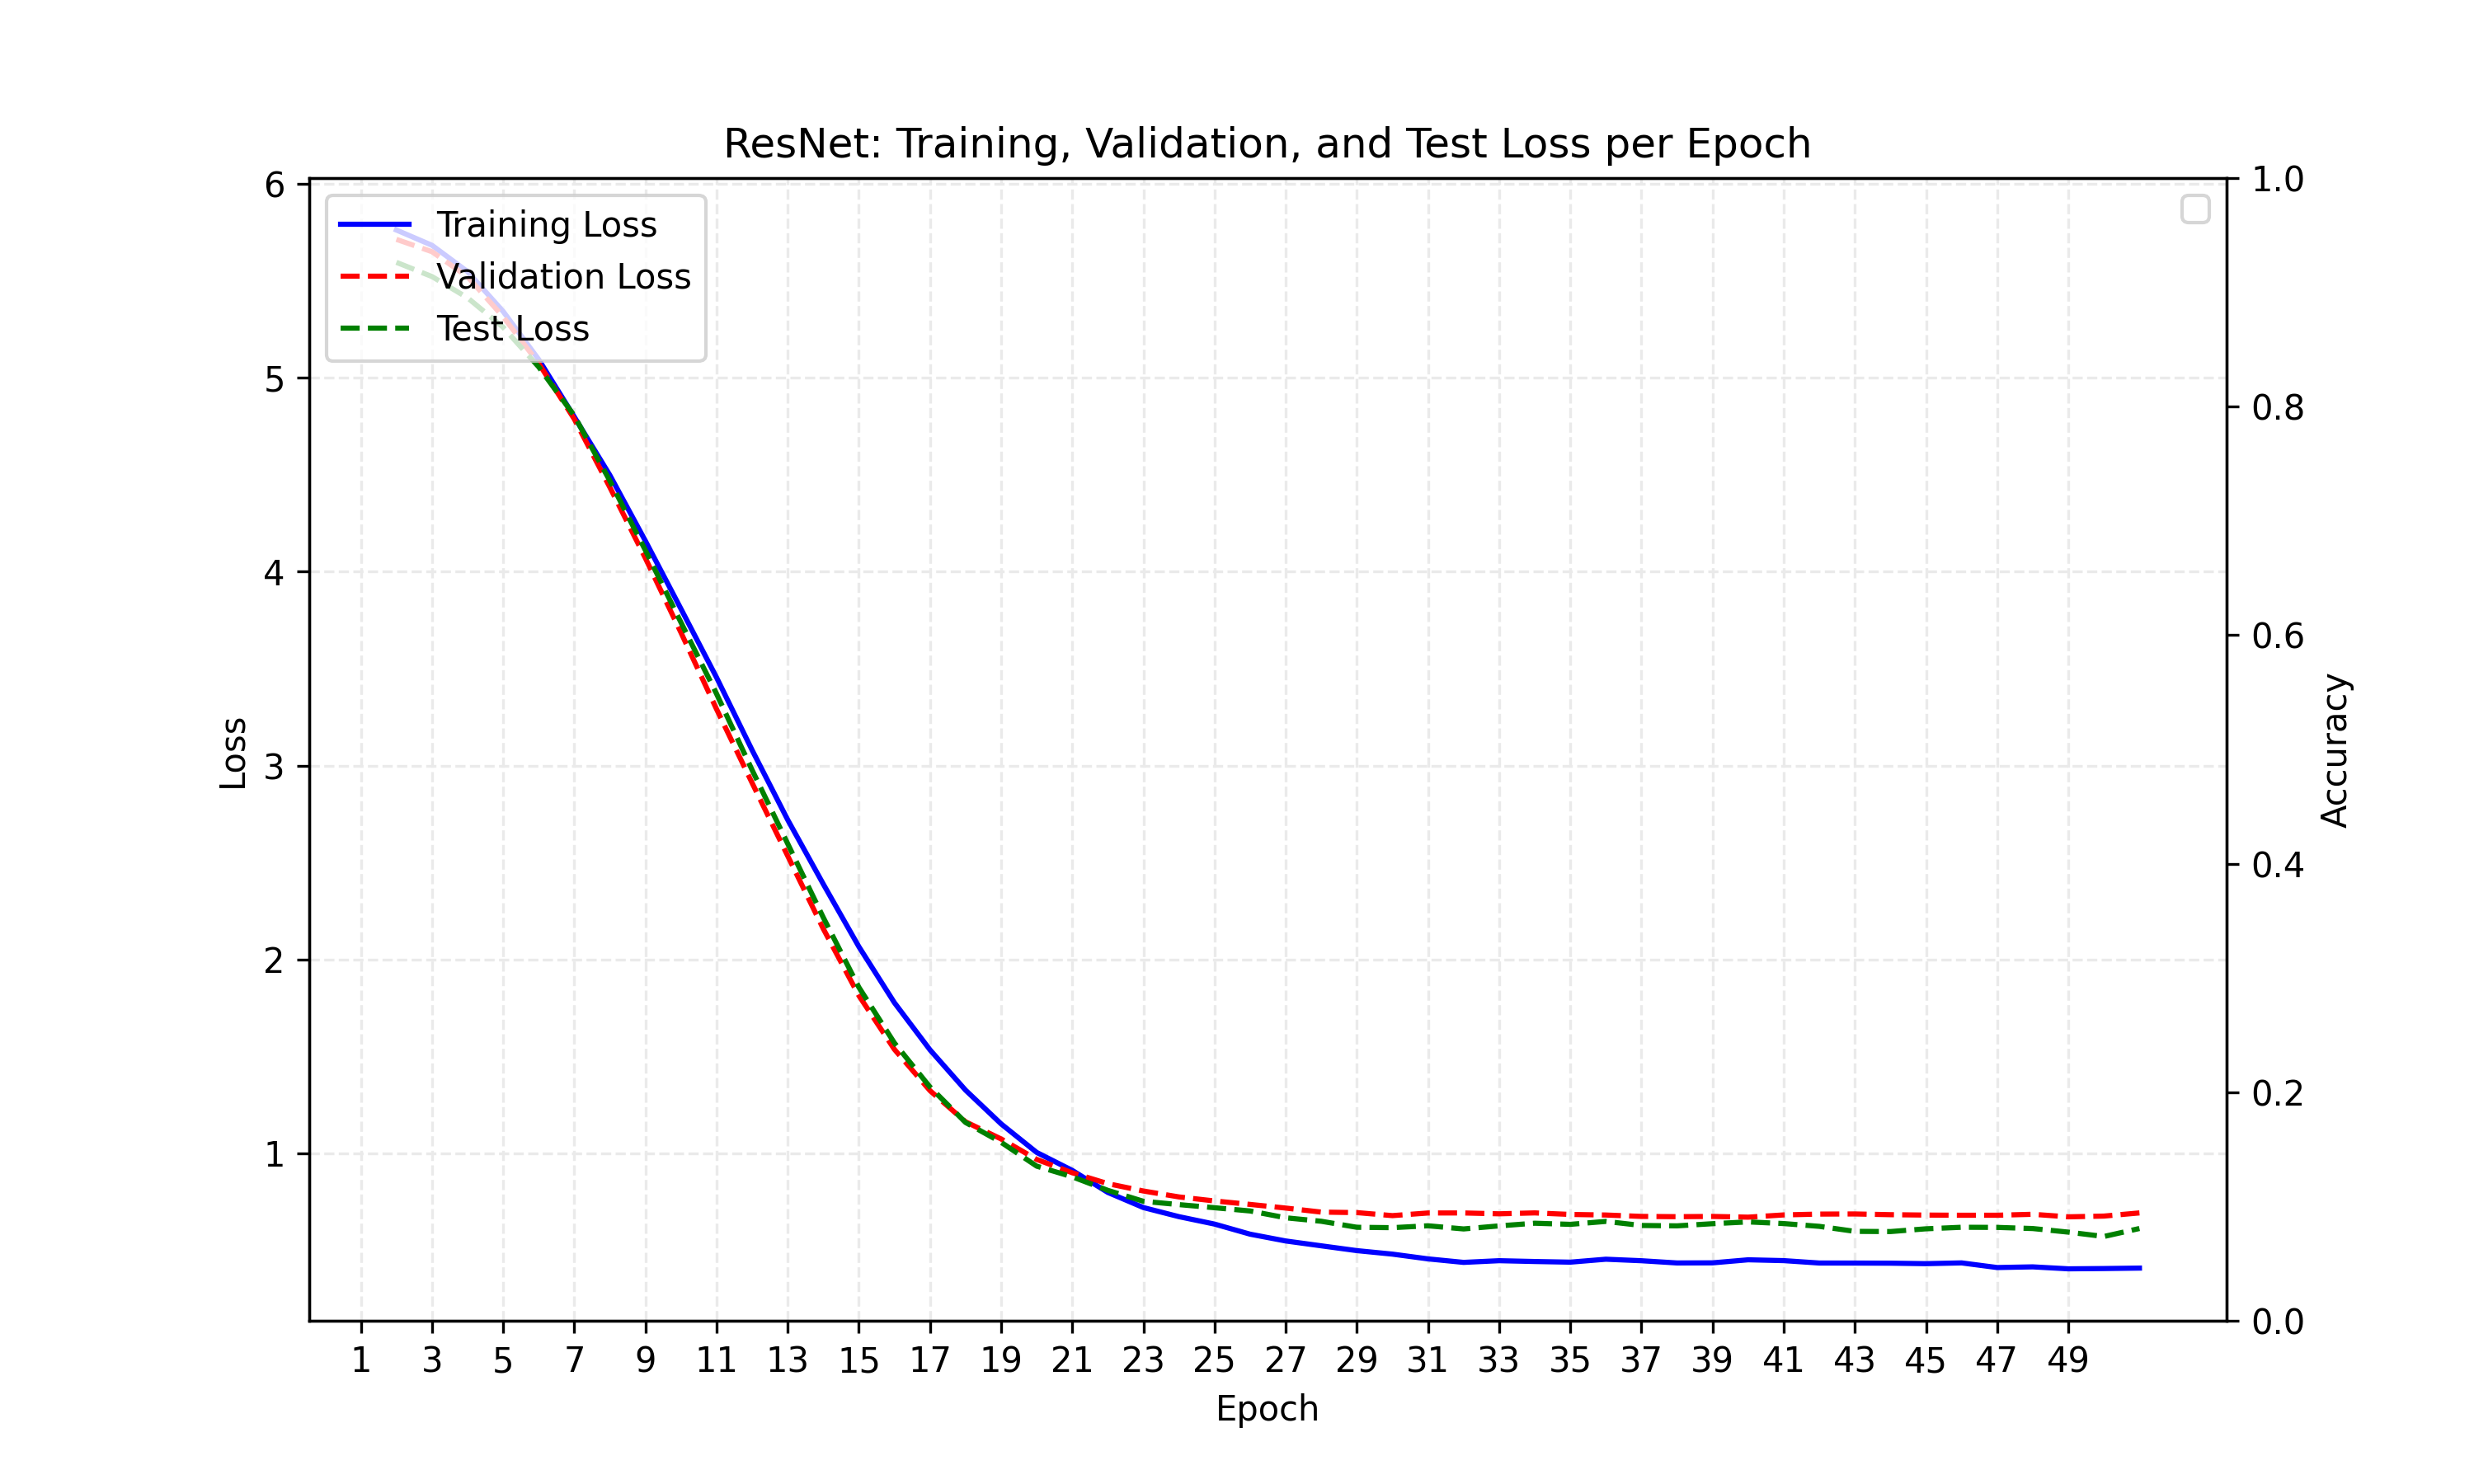 ResNet: Training, Validation, and Test Loss per Epoch
Training Loss
Validation Loss
Test Loss
6
5
4
3
2
1
Loss
1.0
0.8
0.6
0.4
0.2
0.0
Accuracy
1 3 5 7 9 11 13 15 17 19 21 23 25 27 29 31 33 35 37 39 41 43 45 47 49
Epoch